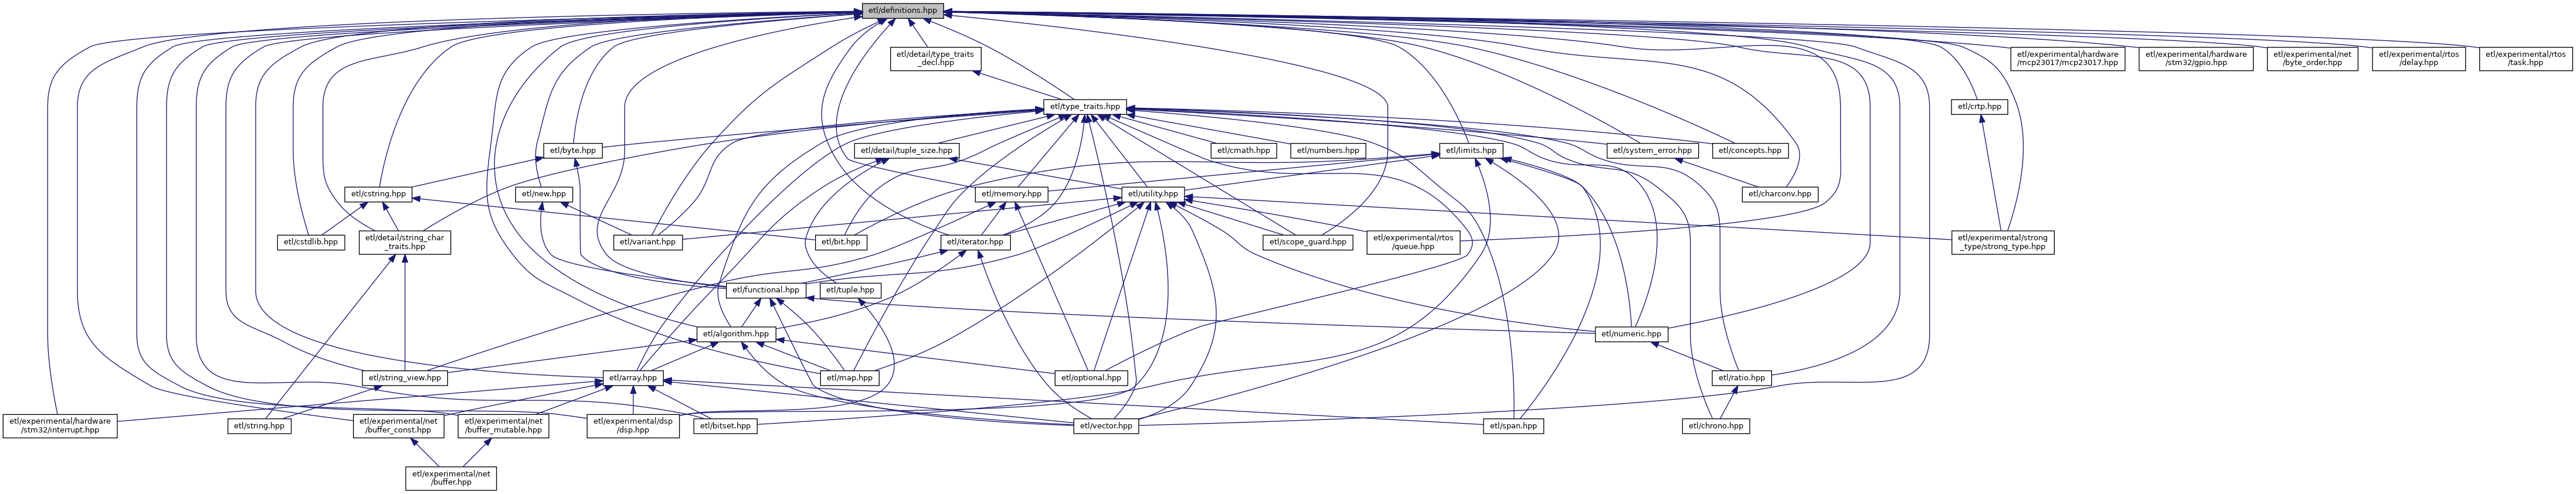 etl/definitions.hpp
etl/detail/type_traits
_decl.hpp
etl/experimental/hardware
/mcp23017/mcp23017.hpp
etl/experimental/hardware
/stm32/gpio.hpp
etl/experimental/net
/byte_order.hpp
etl/experimental/rtos
/delay.hpp
etl/experimental/rtos
/task.hpp
etl/type_traits.hpp
etl/crtp.hpp
etl/byte.hpp
etl/detail/tuple_size.hpp
etl/cmath.hpp
etl/numbers.hpp
etl/limits.hpp
etl/system_error.hpp
etl/concepts.hpp
etl/cstring.hpp
etl/new.hpp
etl/memory.hpp
etl/utility.hpp
etl/charconv.hpp
etl/cstdlib.hpp
etl/detail/string_char
_traits.hpp
etl/variant.hpp
etl/bit.hpp
etl/iterator.hpp
etl/scope_guard.hpp
etl/experimental/rtos
/queue.hpp
etl/experimental/strong
_type/strong_type.hpp
etl/functional.hpp
etl/tuple.hpp
etl/algorithm.hpp
etl/numeric.hpp
etl/string_view.hpp
etl/array.hpp
etl/map.hpp
etl/optional.hpp
etl/ratio.hpp
etl/experimental/hardware
/stm32/interrupt.hpp
etl/string.hpp
etl/experimental/net
/buffer_const.hpp
etl/experimental/net
/buffer_mutable.hpp
etl/experimental/dsp
/dsp.hpp
etl/bitset.hpp
etl/vector.hpp
etl/span.hpp
etl/chrono.hpp
etl/experimental/net
/buffer.hpp